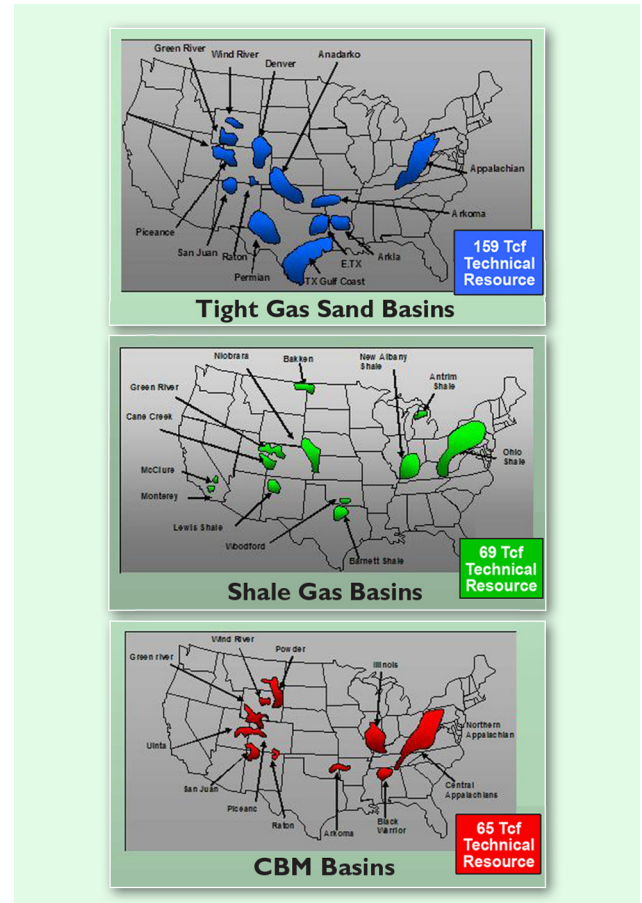 Green River
Wind River
Denver
Anadarko
Appalachian
Piceance
San Juan
Raton
Permian
TX Gulf Coast
E.TX
Arkla
Arkoma
159 Tcf
Technical
Resource
Tight Gas Sand Basins
Niobrara
Bakken
New Albany
Shale
Antrim
Shale
Green River
Cane Creek
McClure
Monterey
Lewis Shale
Woodford
Barnett Shale
Ohio
Shale
69 Tcf
Technical
Resource
Shale Gas Basins
Wind River
Powder
Green river
Illinois
Northern
Appalachian
Uinta
San Juan
Piceanc
Raton
Arkoma
Black
Warrior
Central
Appalachians
65 Tcf
Technical
Resource
CBM Basins